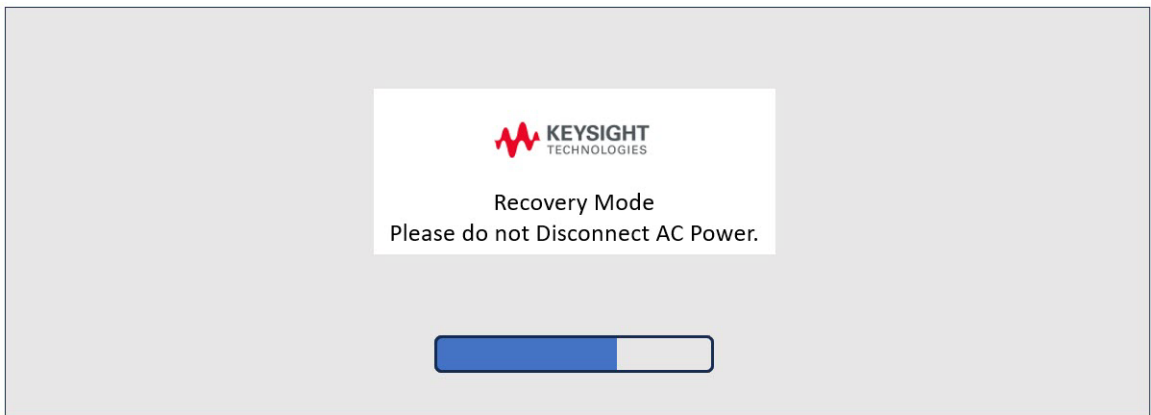 KEYSIGHT
TECHNOLOGIES
Recovery Mode
Please do not Disconnect AC Power.